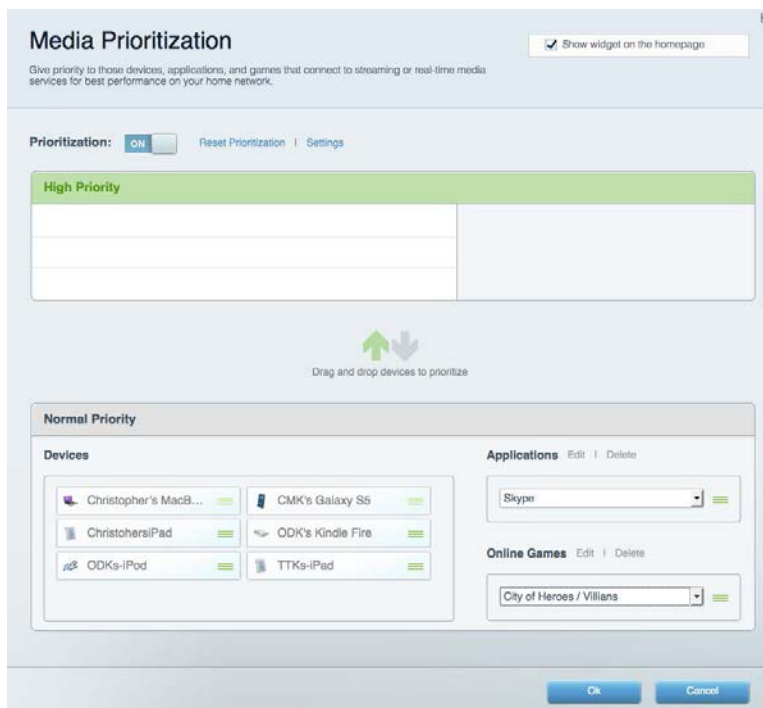 Media Prioritization
Show widget on the homepage
Give priority to those devices, applications, and games that connect to streaming or real-time media
services for best performance on your home network.
Prioritization: ON Reset Prioritization | Settings
High Priority
Drag and drop devices to prioritize
Normal Priority
Devices
Christopher's MacB...
CMK's Galaxy S5
ChristohersiPad
ODK's Kindle Fire
ODKs-iPod
TTKs-iPad
Applications Edit | Delete
Skype
Online Games Edit | Delete
City of Heroes / Villians
Ok
Cancel